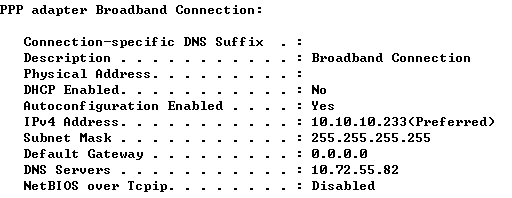 PPP adapter Broadband Connection:
Connection-specific DNS Suffix . :
Description . . . . . . . . . . . : Broadband Connection
Physical Address. . . . . . . . . :
DHCP Enabled. . . . . . . . . . . : No
Autoconfiguration Enabled . . . . : Yes
IPv4 Address. . . . . . . . . . . : 10.10.10.233(Preferred)
Subnet Mask . . . . . . . . . . . : 255.255.255.255
Default Gateway . . . . . . . . . : 0.0.0.0
DNS Servers . . . . . . . . . . . : 10.72.55.82
NetBIOS over Tcpip. . . . . . . . : Disabled